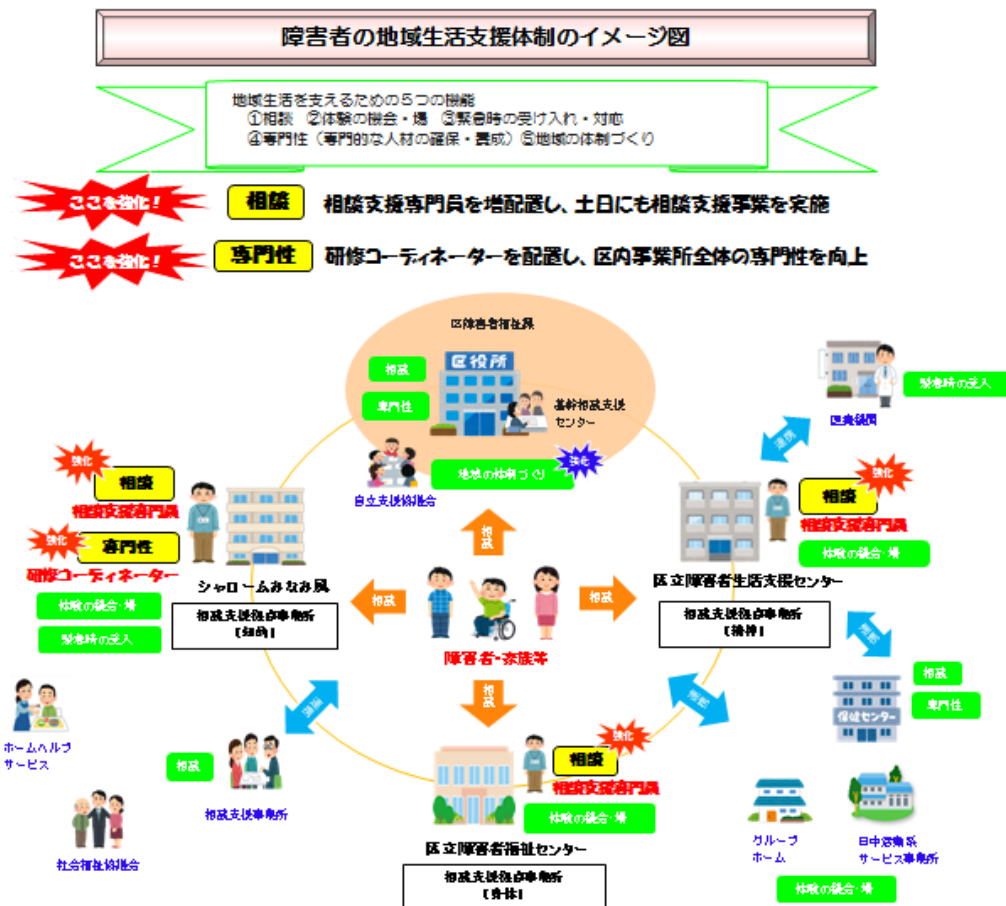 障害者の地域生活支援体制のイメージ図
地域生活を支えるための5つの機能
①相談 ②体験の機会・場 ③緊急時の受け入れ・対応
④専門性(専門的な人材の確保・養成)⑤地域の体制づくり
ここを強化!
相談
相談支援専門員を増配置し、土日にも相談支援事業を実施
ここを強化!
専門性
研修コーディネーターを配置し、区内事業所全体の専門性を向上
区障害者福祉課
区役所
相談
専門性
基幹相談支援
センター
地域の体制づくり
強化
自立支援協議会
医療機関
緊急時の受入
連携
強化
相談
相談支援専門員
強化
専門性
研修コーディネーター
体験の機会・場
緊急時の受入
シャロームみなみ風
相談支援拠点事業所
【知的】
相談
相談
相談
相談
障害者・家族等
強化
相談
相談支援専門員
体験の機会・場
区立障害者生活支援センター
相談支援拠点事業所
【精神】
連携
相談
専門性
保健センター
連携
連携
ホームヘルプ
サービス
相談
相談支援事業所
社会福祉協議会
強化
相談
相談支援専門員
体験の機会・場
区立障害者福祉センター
相談支援拠点事業所
【身体】
グループ
ホーム
日中活動系
サービス事業所
体験の機会・場